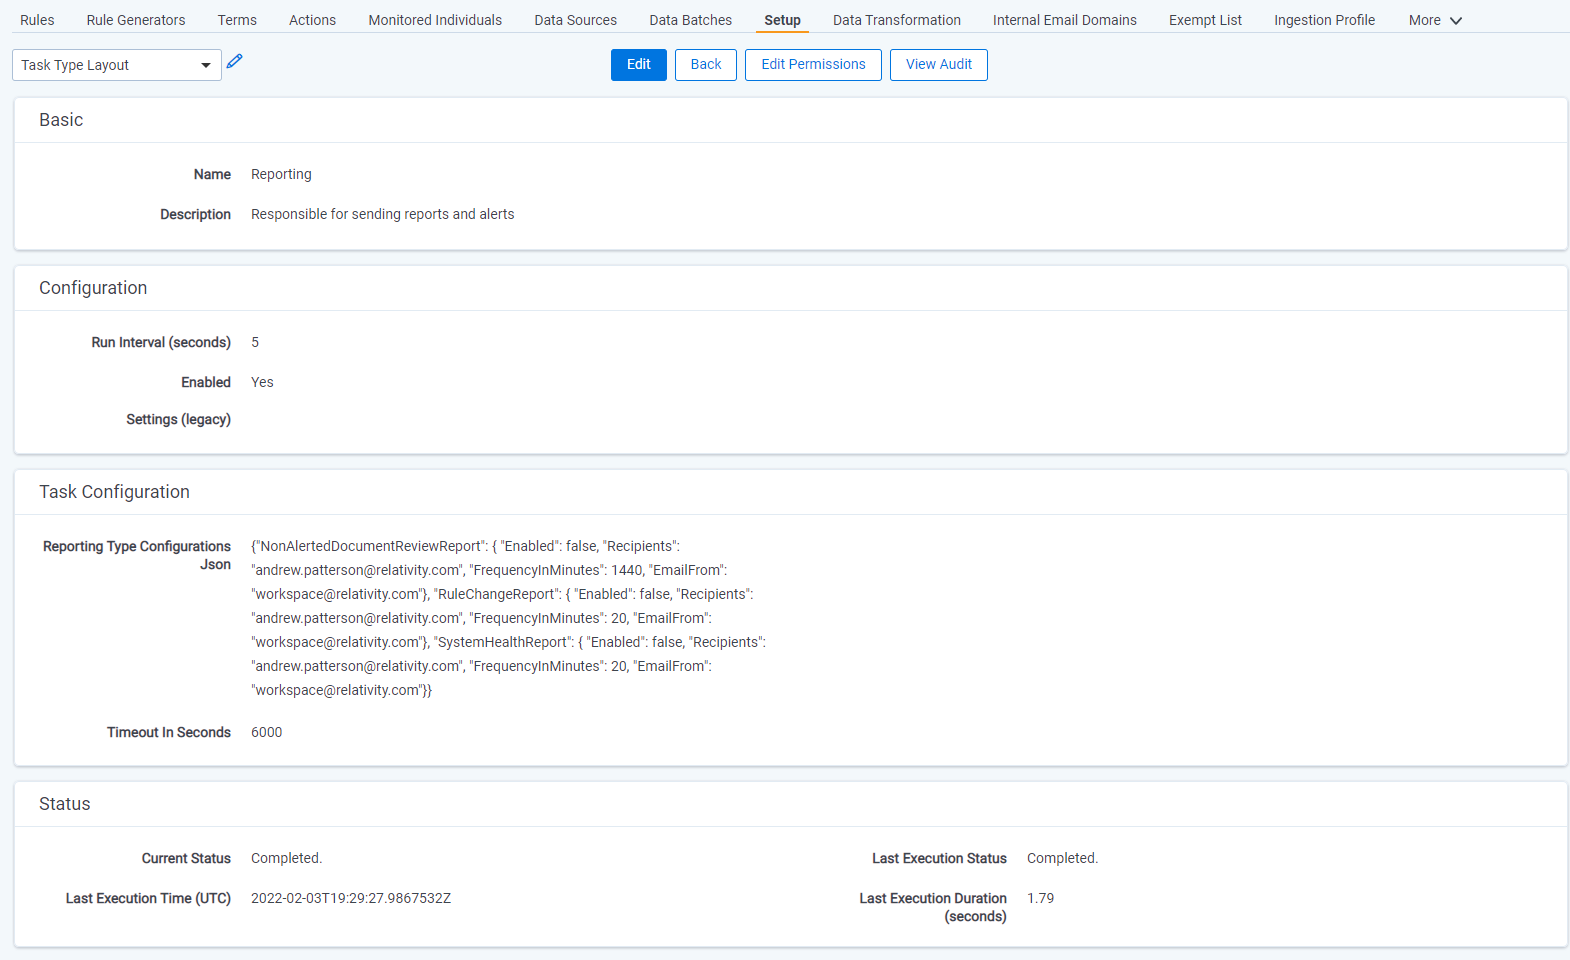 Rules Rule Generators Terms Actions Monitored Individuals Data Sources Data Batches Setup Data Transformation Internal Email Domains Exempt List Ingestion Profile More
Task Type Layout Edit Back Edit Permissions View Audit
Basic
Name Reporting
Description Responsible for sending reports and alerts
Configuration
Run Interval (seconds) 5
Enabled Yes
Settings (legacy)
Task Configuration
Reporting Type Configurations Json
{"NonAlertedDocumentReviewReport": { "Enabled": false, "Recipients":
"andrew.patterson@relativity.com", "FrequencyInMinutes": 1440, "EmailFrom":
"workspace@relativity.com"}, "RuleChangeReport": { "Enabled": false, "Recipients":
"andrew.patterson@relativity.com", "FrequencyInMinutes": 20, "EmailFrom":
"workspace@relativity.com"}, "SystemHealthReport": { "Enabled": false, "Recipients":
"andrew.patterson@relativity.com", "FrequencyInMinutes": 20, "EmailFrom":
"workspace@relativity.com"}}
Timeout In Seconds 6000
Status
Current Status Completed.
Last Execution Status Completed.
Last Execution Time (UTC) 2022-02-03T19:29:27.9867532Z
Last Execution Duration (seconds) 1.79